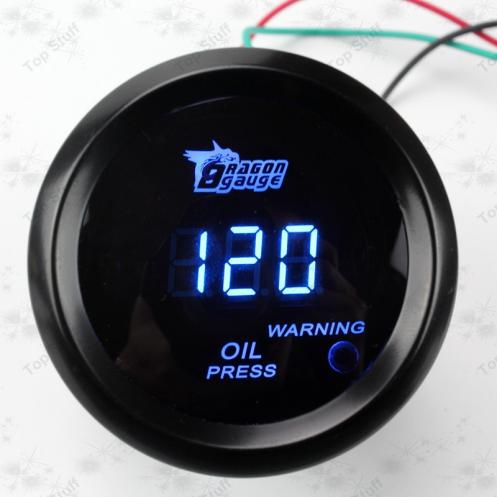 DRAGON
gauge
120
WARNING
OIL
PRESS
Top Stuff